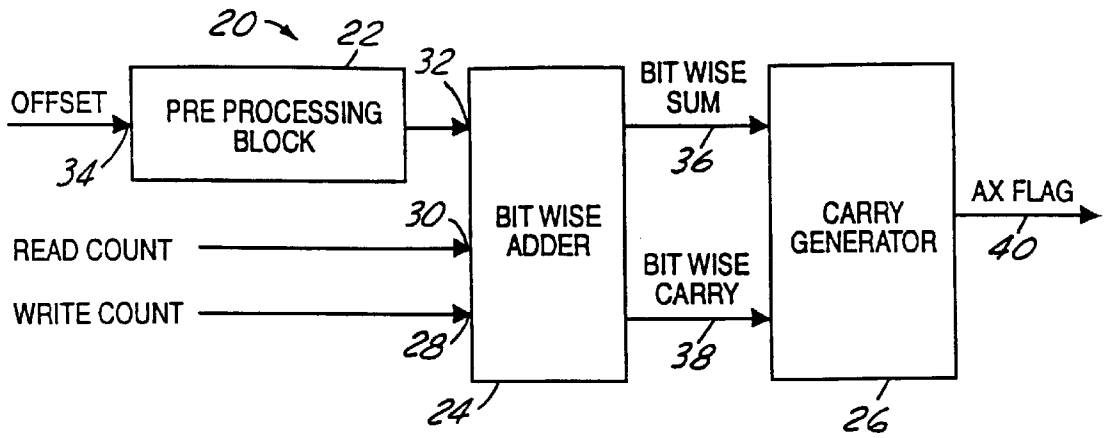 20
22
OFFSET
34
PRE PROCESSING
BLOCK
32
30
READ COUNT
WRITE COUNT
28
BIT WISE
ADDER
24
BIT WISE
SUM
36
BIT WISE
CARRY
38
CARRY
GENERATOR
26
AX FLAG
40